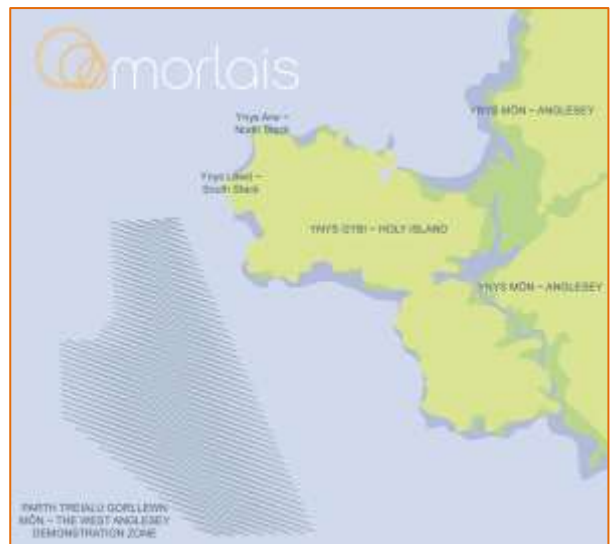 morlais
Ynys Arw –
North Stack
YNYS MÔN – ANGLESEY
Ynys Lawd –
South Stack
YNYS GYBI – HOLY ISLAND
YNYS MÔN – ANGLESEY
PARTH TREIALU GORLLEWIN
MÔN – THE WEST ANGLESEY
DEMONSTRATION ZONE